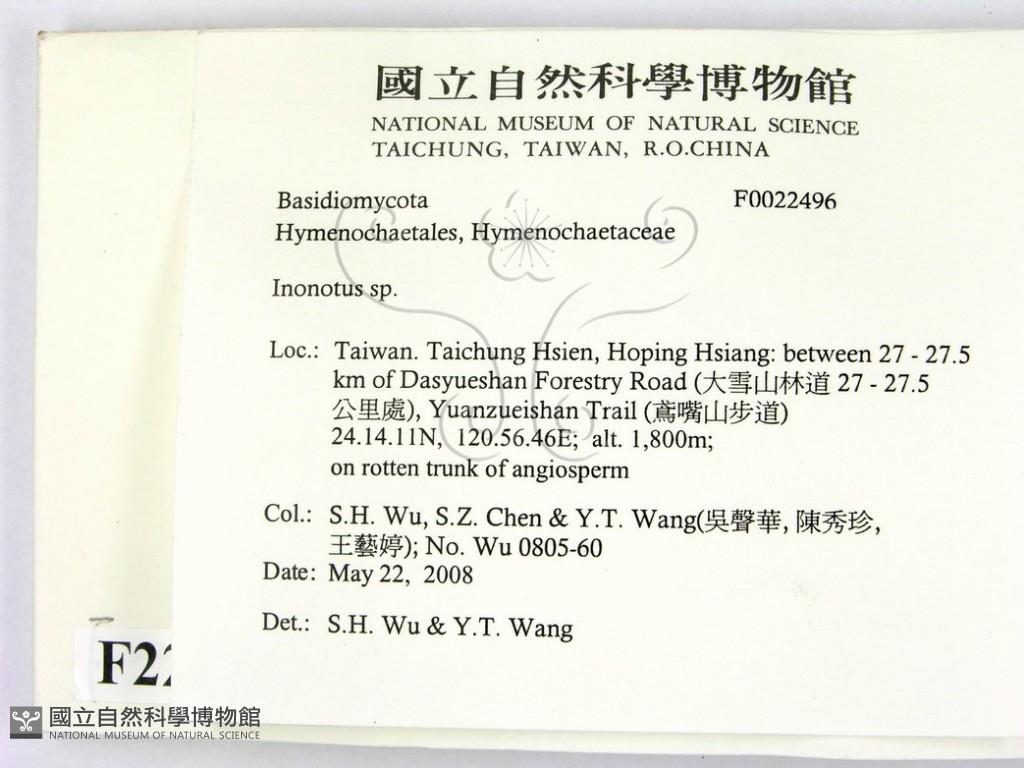 國立自然科學博物館
NATIONAL MUSEUM OF NATURAL SCIENCE
TAICHUNG, TAIWAN, R.O.CHINA
Basidiomycota F0022496
Hymenochaetales, Hymenochaetaceae
Inonotus sp.
Loc.: Taiwan. Taichung Hsien, Hoping Hsiang: between 27 - 27.5
km of Dasyueshan Forestry Road (大雪山林道 27 - 27.5
公里處), Yuanzueishan Trail (鳶嘴山步道)
24.14.11N, 120.56.46E; alt. 1,800m;
on rotten trunk of angiosperm
Col.: S.H. Wu, S.Z. Chen & Y.T. Wang(吳聲華, 陳秀珍,
王藝婷); No. Wu 0805-60
Date: May 22, 2008
Det.: S.H. Wu & Y.T. Wang
F22
國立自然科學博物館
NATIONAL MUSEUM OF NATURAL SCIENCE